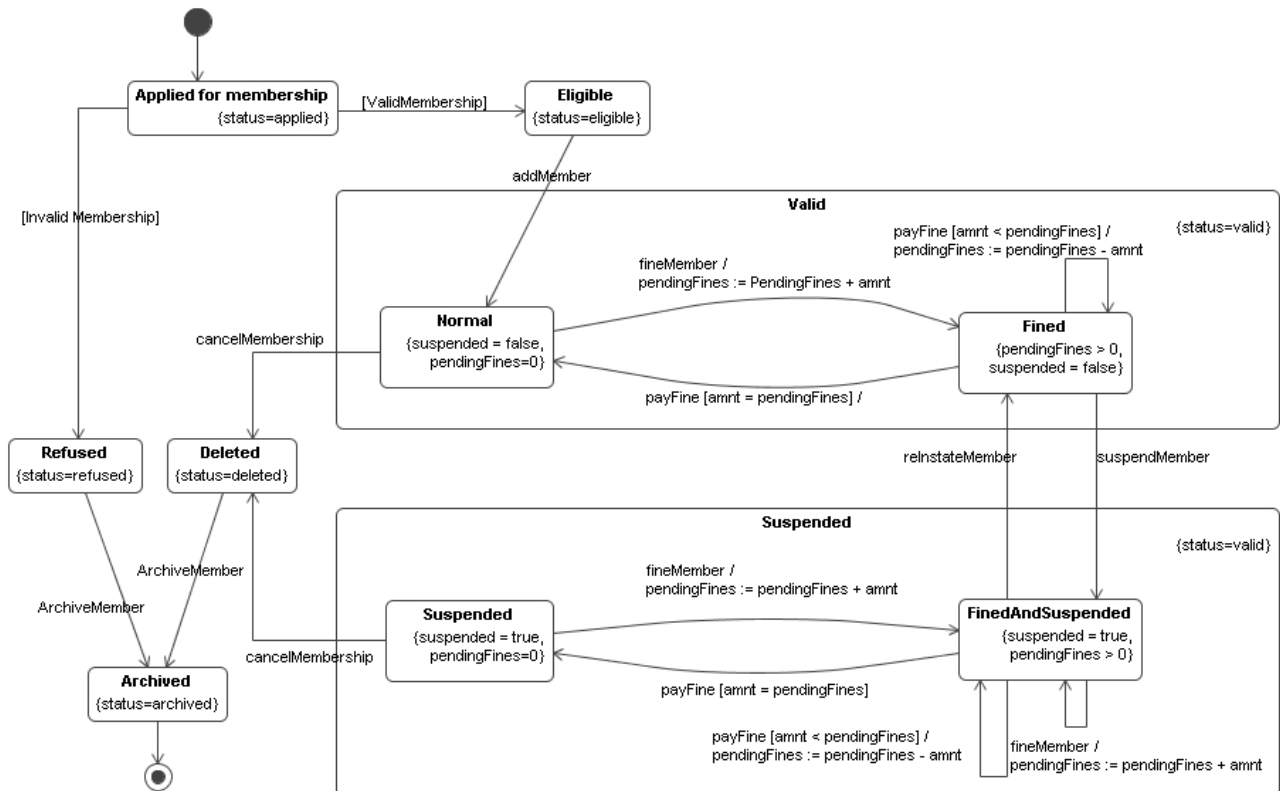 Applied for membership
{status=applied}
[ValidMembership]
Eligible
{status=eligible}
addMember
[Invalid Membership]
Valid
{status=valid}
payFine [amnt < pendingFines] /
pendingFines := pendingFines - amnt
fineMember /
pendingFines := PendingFines + amnt
Normal
{suspended = false,
pendingFines=0}
Fined
{pendingFines > 0,
suspended = false}
cancelMembership
payFine [amnt = pendingFines] /
Refused
{status=refused}
Deleted
{status=deleted}
reInstateMember
suspendMember
Suspended
{status=valid}
ArchiveMember
fineMember /
pendingFines := pendingFines + amnt
ArchiveMember
Suspended
{suspended = true,
pendingFines=0}
FinedAndSuspended
{suspended = true,
pendingFines > 0}
cancelMembership
Archived
{status=archived}
payFine [amnt = pendingFines]
payFine [amnt < pendingFines] /
pendingFines := pendingFines - amnt
fineMember /
pendingFines := pendingFines + amnt